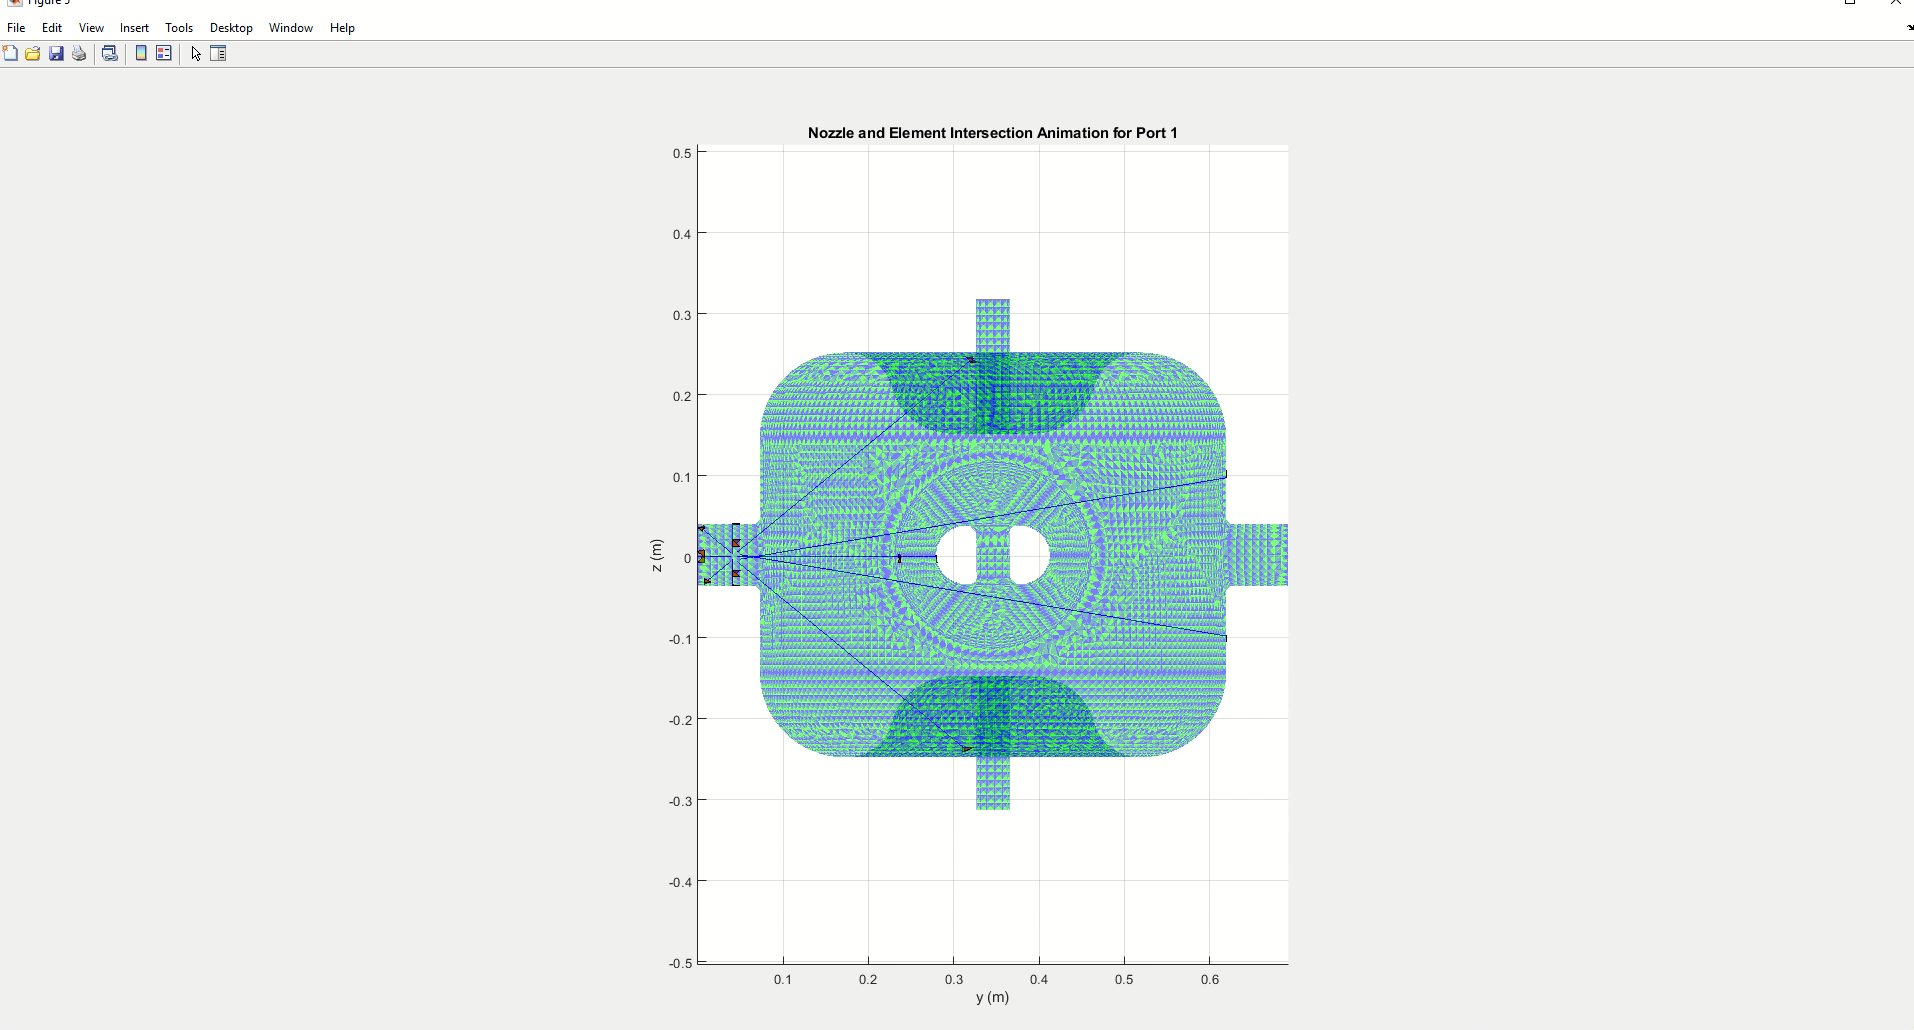 File Edit View Insert Tools Desktop Window Help
Nozzle and Element Intersection Animation for Port 1
0.5
0.4
0.3
0.2
0.1
0
-0.1
-0.2
-0.3
-0.4
-0.5
z (m)
0.1 0.2 0.3 0.4 0.5 0.6
y (m)